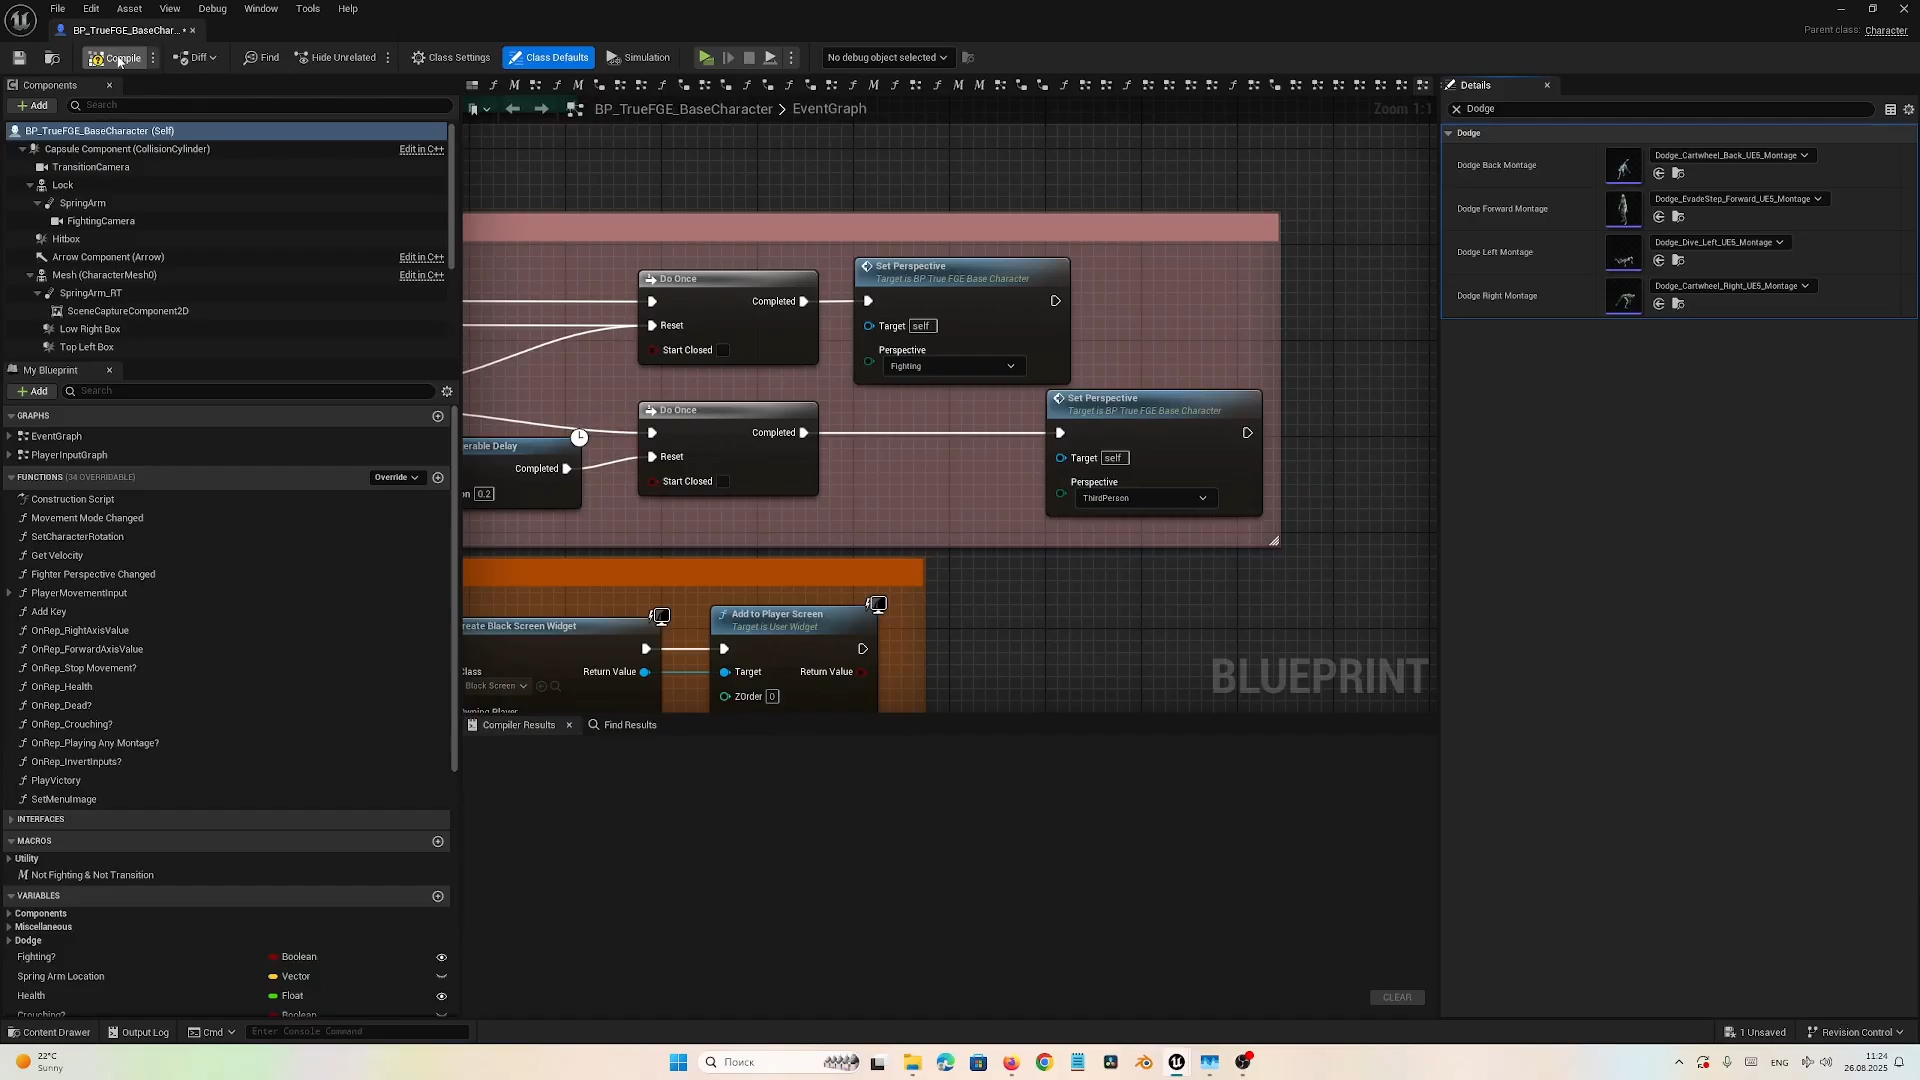 File Edit Asset View Debug Window Tools Help
BP_TrueFGE_BaseChar... •
Parent class: Character
Compile Diff Find Hide Unrelated Class Settings Class Defaults Simulation No debug object selected
Components
Add Search
BP_TrueFGE_BaseCharacter (Self)
Capsule Component (CollisionCylinder) Edit in C++
TransitionCamera
Lock
SpringArm
FightingCamera
Hitbox
Arrow Component (Arrow) Edit in C++
Mesh (CharacterMesh0) Edit in C++
SpringArm_RT
SceneCaptureComponent2D
Low Right Box
Top Left Box
My Blueprint
Add Search
GRAPHS
EventGraph
PlayerInputGraph
FUNCTIONS (34 OVERRIDABLE) Override
Construction Script
Movement Mode Changed
SetCharacterRotation
Get Velocity
Fighter Perspective Changed
PlayerMovementInput
Add Key
OnRep_RightAxisValue
OnRep_ForwardAxisValue
OnRep_Stop Movement?
OnRep_Health
OnRep_Dead?
OnRep_Crouching?
OnRep_Playing Any Montage?
OnRep_InvertInputs?
PlayVictory
SetMenuImage
INTERFACES
MACROS
Utility
Not Fighting & Not Transition
VARIABLES
Components
Miscellaneous
Dodge
Fighting? Boolean
Spring Arm Location Vector
Health Float
Crouching? Boolean
BP_TrueFGE_BaseCharacter > EventGraph
Zoom 1:1
Do Once
Completed
Reset
Start Closed
Set Perspective
Target is BP True FGE Base Character
Target self
Perspective
Fighting
erable Delay
Completed
on 0.2
Do Once
Completed
Reset
Start Closed
Set Perspective
Target is BP True FGE Base Character
Target self
Perspective
ThirdPerson
reate Black Screen Widget
Class
Return Value
Black Screen
Owning Player
Add to Player Screen
Target is User Widget
Target Return Value
ZOrder 0
BLUEPRINT
Compiler Results Find Results
CLEAR
Details
Dodge
Dodge
Dodge Back Montage Dodge_Cartwheel_Back_UE5_Montage
Dodge Forward Montage Dodge_EvadeStep_Forward_UE5_Montage
Dodge Left Montage Dodge_Dive_Left_UE5_Montage
Dodge Right Montage Dodge_Cartwheel_Right_UE5_Montage
Content Drawer Output Log Cmd Enter Console Command
1 Unsaved Revision Control
22°C
Sunny
Поиск
ENG
11:24
26.08.2025